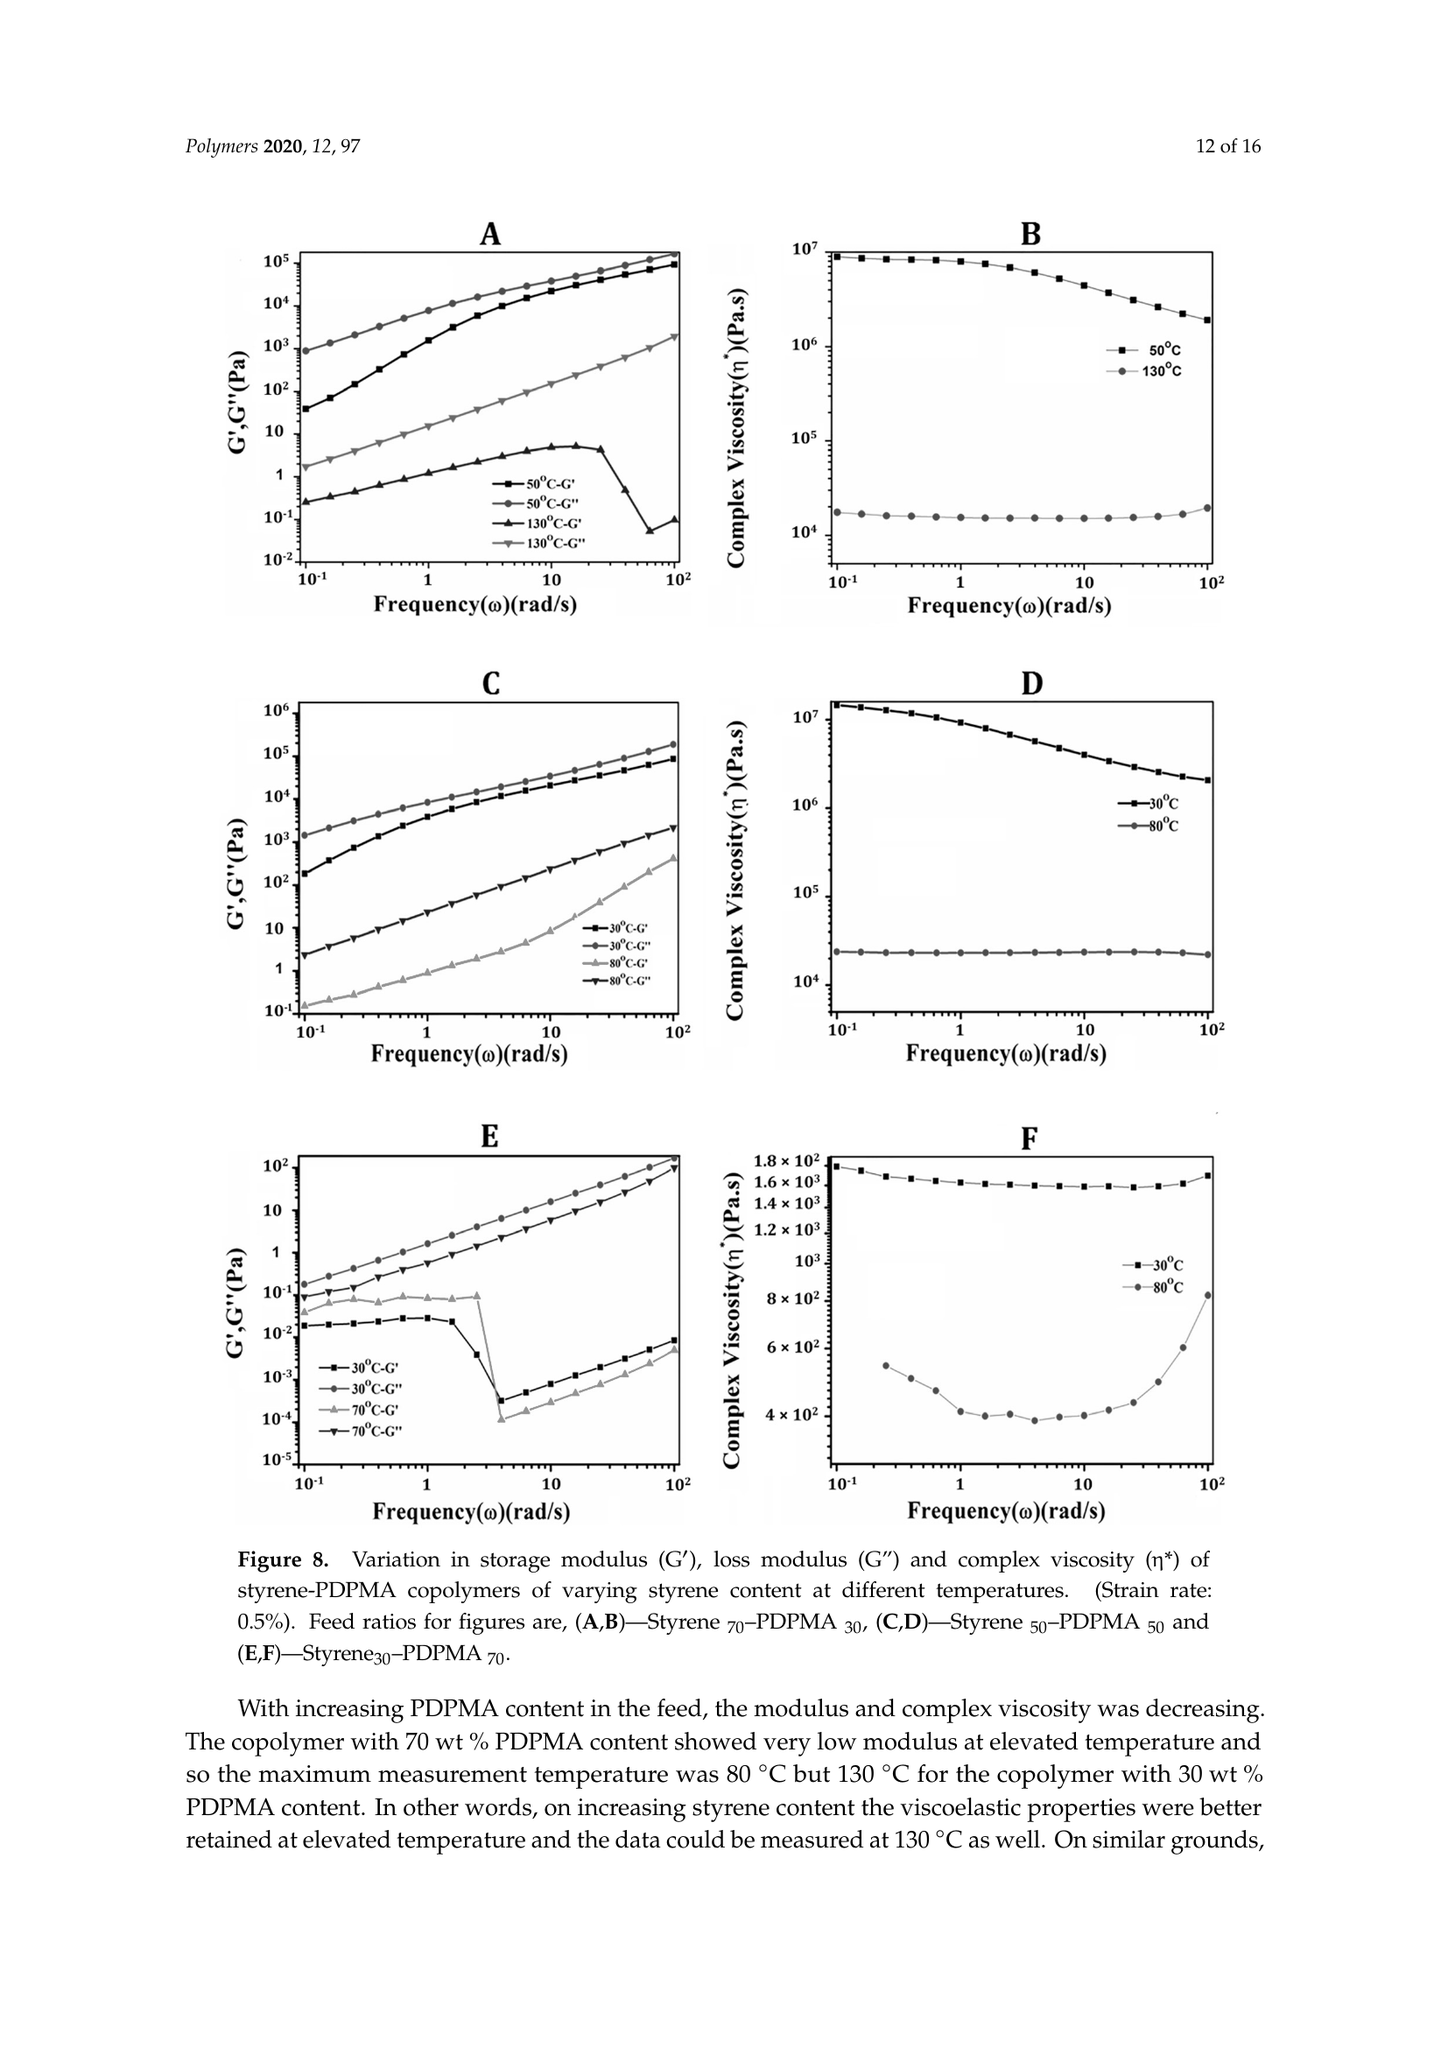 Polymers 2020, 12, 97
12 of 16
A
10⁵
10⁴
10³
10²
10
1
10⁻¹
10⁻²
G',G''(Pa)
50°C-G'
50°C-G''
130°C-G'
130°C-G''
10⁻¹ 1 10 10²
Frequency(ω)(rad/s)
B
10⁷
10⁶
10⁵
10⁴
Complex Viscosity(η*)(Pa.s)
50°C
130°C
10⁻¹ 1 10 10²
Frequency(ω)(rad/s)
C
10⁶
10⁵
10⁴
10³
10²
10
1
10⁻¹
G',G''(Pa)
30°C-G'
30°C-G''
80°C-G'
80°C-G''
10⁻¹ 1 10 10²
Frequency(ω)(rad/s)
D
10⁷
10⁶
10⁵
10⁴
Complex Viscosity(η*)(Pa.s)
30°C
80°C
10⁻¹ 1 10 10²
Frequency(ω)(rad/s)
E
10²
10
1
10⁻¹
10⁻²
10⁻³
10⁻⁴
10⁻⁵
G',G''(Pa)
30°C-G'
30°C-G''
70°C-G'
70°C-G''
10⁻¹ 1 10 10²
Frequency(ω)(rad/s)
F
1.8 × 10²
1.6 × 10³
1.4 × 10³
1.2 × 10³
10³
8 × 10²
6 × 10²
4 × 10²
Complex Viscosity(η*)(Pa.s)
30°C
80°C
10⁻¹ 1 10 10²
Frequency(ω)(rad/s)
Figure 8. Variation in storage modulus (G′), loss modulus (G″) and complex viscosity (η*) of
styrene-PDPMA copolymers of varying styrene content at different temperatures. (Strain rate:
0.5%). Feed ratios for figures are, (A,B)—Styrene ₇₀–PDPMA ₃₀, (C,D)—Styrene ₅₀–PDPMA ₅₀ and
(E,F)—Styrene₃₀–PDPMA ₇₀.
With increasing PDPMA content in the feed, the modulus and complex viscosity was decreasing.
The copolymer with 70 wt % PDPMA content showed very low modulus at elevated temperature and
so the maximum measurement temperature was 80 °C but 130 °C for the copolymer with 30 wt %
PDPMA content. In other words, on increasing styrene content the viscoelastic properties were better
retained at elevated temperature and the data could be measured at 130 °C as well. On similar grounds,